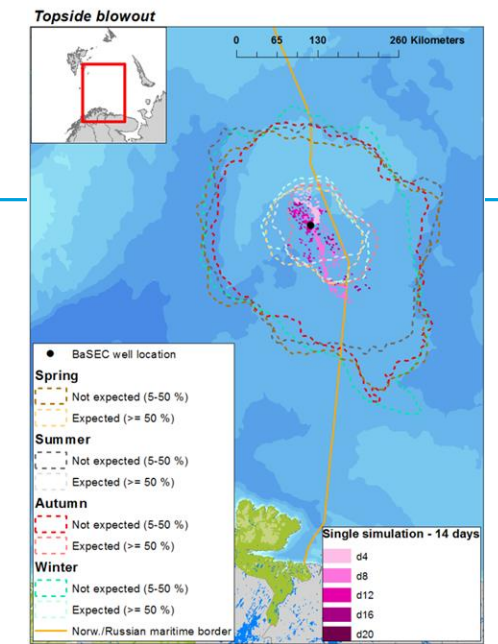 Topside blowout
0 65 130 260 Kilometers
BaSEC well location
Spring
Not expected (5-50 %)
Expected (>= 50 %)
Summer
Not expected (5-50 %)
Expected (>= 50 %)
Autumn
Not expected (5-50 %)
Expected (>= 50 %)
Winter
Not expected (5-50 %)
Expected (>= 50 %)
Norw./Russian maritime border
Single simulation - 14 days
d4
d8
d12
d16
d20